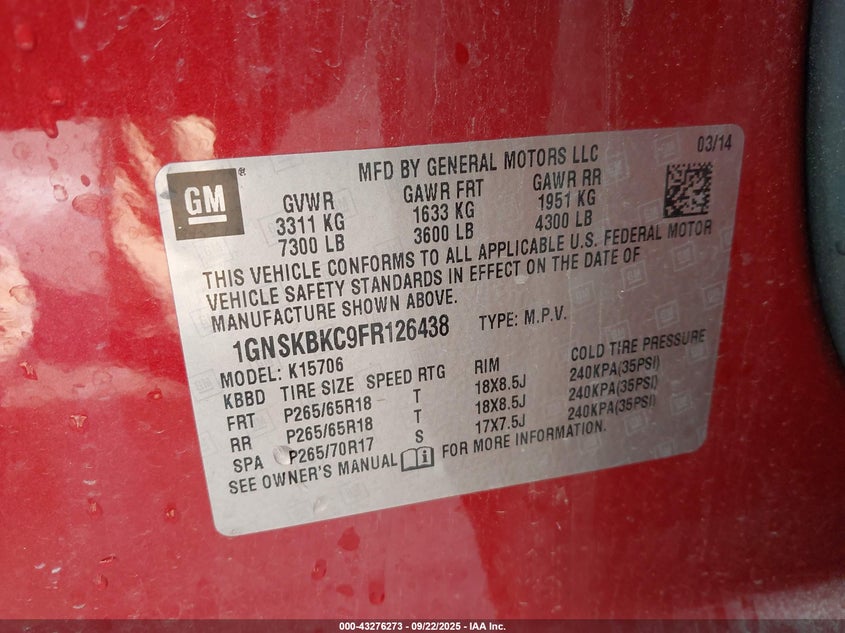 GM
MFD BY GENERAL MOTORS LLC
03/14
GVWR GAWR FRT GAWR RR
3311 KG 1633 KG 1951 KG
7300 LB 3600 LB 4300 LB
THIS VEHICLE CONFORMS TO ALL APPLICABLE U.S. FEDERAL MOTOR
VEHICLE SAFETY STANDARDS IN EFFECT ON THE DATE OF
MANUFACTURE SHOWN ABOVE.
1GNSKBKC9FR126438 TYPE: M.P.V.
MODEL: K15706
KBBD TIRE SIZE SPEED RTG RIM COLD TIRE PRESSURE
FRT P265/65R18 T 18X8.5J 240KPA(35PSI)
RR P265/65R18 T 18X8.5J 240KPA(35PSI)
SPA P265/70R17 S 17X7.5J 240KPA(35PSI)
SEE OWNER'S MANUAL FOR MORE INFORMATION.
000-43276273 - 09/22/2025 - IAA Inc.